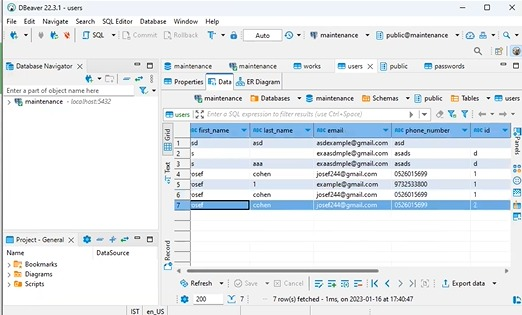 DBeaver 22.3.1 - users
File Edit Navigate Search SQL Editor Database Window Help
SQL Commit Rollback Auto maintenance public@maintenance
Database Navigator
Enter a part of object name here
maintenance - localhost:5432
Project - General
Name DataSource
Bookmarks
Diagrams
Scripts
maintenance maintenance works users public passwords
Properties Data ER Diagram
maintenance Databases maintenance Schemas public Tables users
users Enter a SQL expression to filter results (use Ctrl+Space)
Grid
Text
Record
Panels
first_name last_name email phone_number id
1 sd asd asdexample@gmail.com asd
2 s exaasdmple@gmail.com asads d
3 s aaa exaasdmple@gmail.com asads d
4 osef cohen josef244@gmail.com 0526015699 1
5 osef 1 example@gmail.com 9732533800 1
6 osef cohen josef244@gmail.com 0526015699 1
7 osef cohen josef244@gmail.com 0526015699 2
Refresh Save Cancel Export data
200 7 7 row(s) fetched - 1ms, on 2023-01-16 at 17:40:47
IST en_US